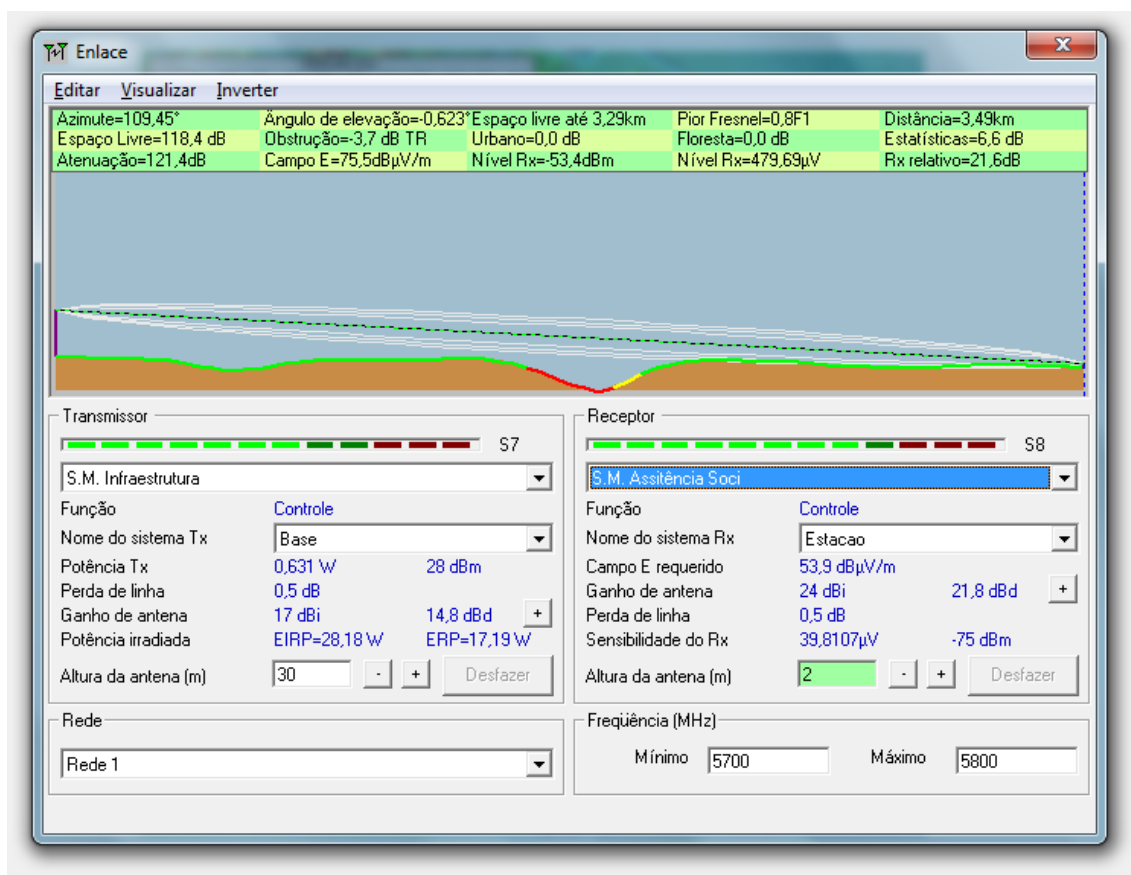 Enlace
x
Editar Visualizar Inverter
Azimute=109,45° Ângulo de elevação=-0,623° Espaço livre até 3,29km Pior Fresnel=0,8F1 Distância=3,49km
Espaço Livre=118,4 dB Obstrução=-3,7 dB TR Urbano=0,0 dB Floresta=0,0 dB Estatísticas=6,6 dB
Atenuação=121,4dB Campo E=75,5dBµV/m Nível Rx=-53,4dBm Nível Rx=479,69µV Rx relativo=21,6dB
Transmissor
S7
S.M. Infraestrutura
Função Controle
Nome do sistema Tx Base
Potência Tx 0,631 W 28 dBm
Perda de linha 0,5 dB
Ganho de antena 17 dBi 14,8 dBd +
Potência irradiada EIRP=28,18 W ERP=17,19 W
Altura da antena (m) 30 - + Desfazer
Receptor
S8
S.M. Assitência Soci
Função Controle
Nome do sistema Rx Estacao
Campo E requerido 53,9 dBµV/m
Ganho de antena 24 dBi 21,8 dBd +
Perda de linha 0,5 dB
Sensibilidade do Rx 39,8107µV -75 dBm
Altura da antena (m) 2 - + Desfazer
Rede
Rede 1
Freqüência (MHz)
Mínimo 5700 Máximo 5800